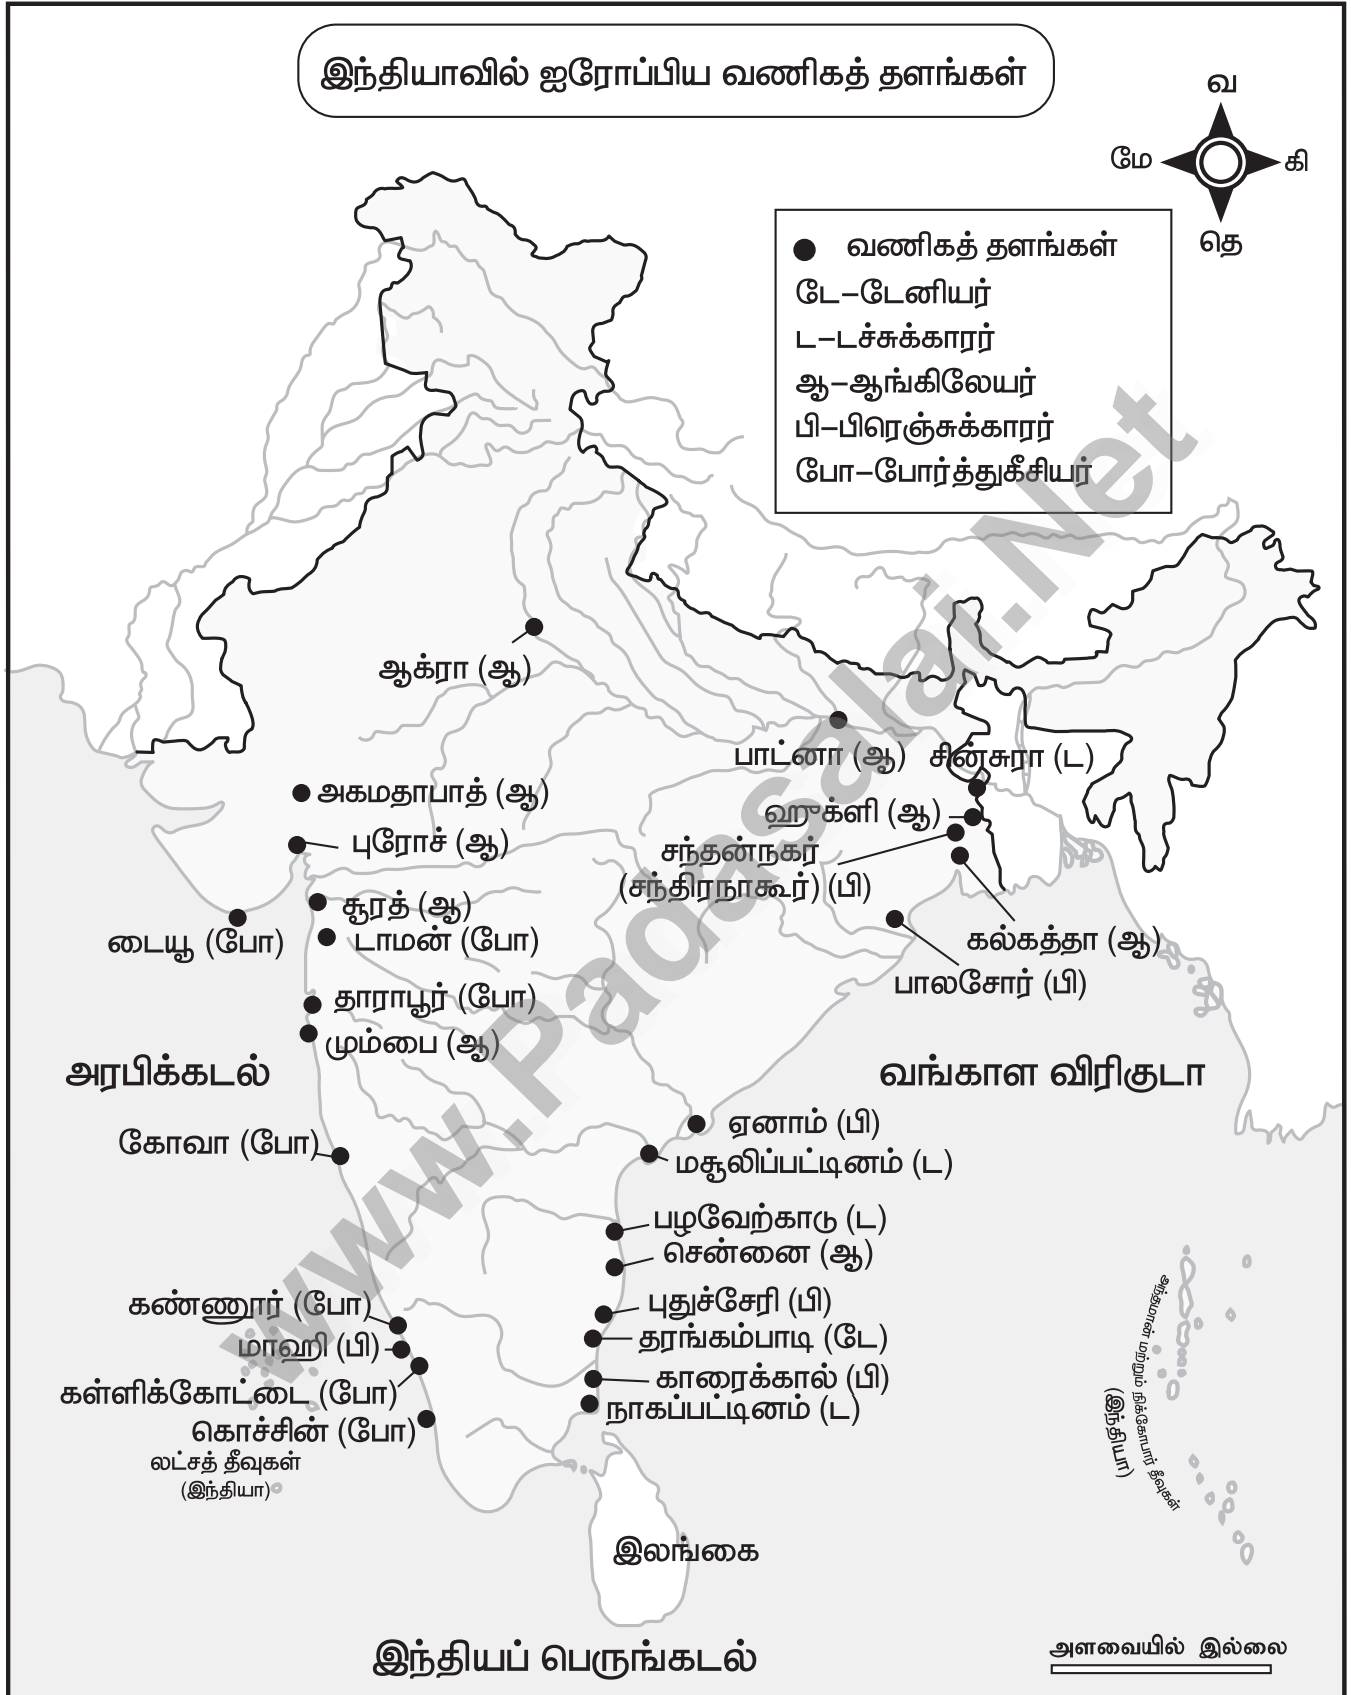 இந்தியாவில் ஐரோப்பிய வணிகத் தளங்கள்
வ
மே
கி
தெ
வணிகத் தளங்கள்
டே–டேனியர்
ட–டச்சுக்காரர்
ஆ–ஆங்கிலேயர்
பி–பிரெஞ்சுக்காரர்
போ–போர்த்துகீசியர்
ஆக்ரா (ஆ)
பாட்னா (ஆ)
சின்சுரா (ட)
அகமதாபாத் (ஆ)
ஹுக்ளி (ஆ)
புரோச் (ஆ)
சந்தன்நகர்
(சந்திரநாகூர்) (பி)
சூரத் (ஆ)
டையூ (போ)
டாமன் (போ)
கல்கத்தா (ஆ)
பாலசோர் (பி)
தாராபூர் (போ)
மும்பை (ஆ)
அரபிக்கடல்
வங்காள விரிகுடா
ஏனாம் (பி)
கோவா (போ)
மசூலிப்பட்டினம் (ட)
பழவேற்காடு (ட)
சென்னை (ஆ)
கண்ணூர் (போ)
புதுச்சேரி (பி)
தரங்கம்பாடி (டே)
மாஹி (பி)
காரைக்கால் (பி)
கள்ளிக்கோட்டை (போ)
நாகப்பட்டினம் (ட)
கொச்சின் (போ)
லட்சத் தீவுகள்
(இந்தியா)
அந்தமான் மற்றும் நிக்கோபார் தீவுகள்
(இந்தியா)
இலங்கை
இந்தியப் பெருங்கடல்
அளவையில் இல்லை
www.Padasalai.Net